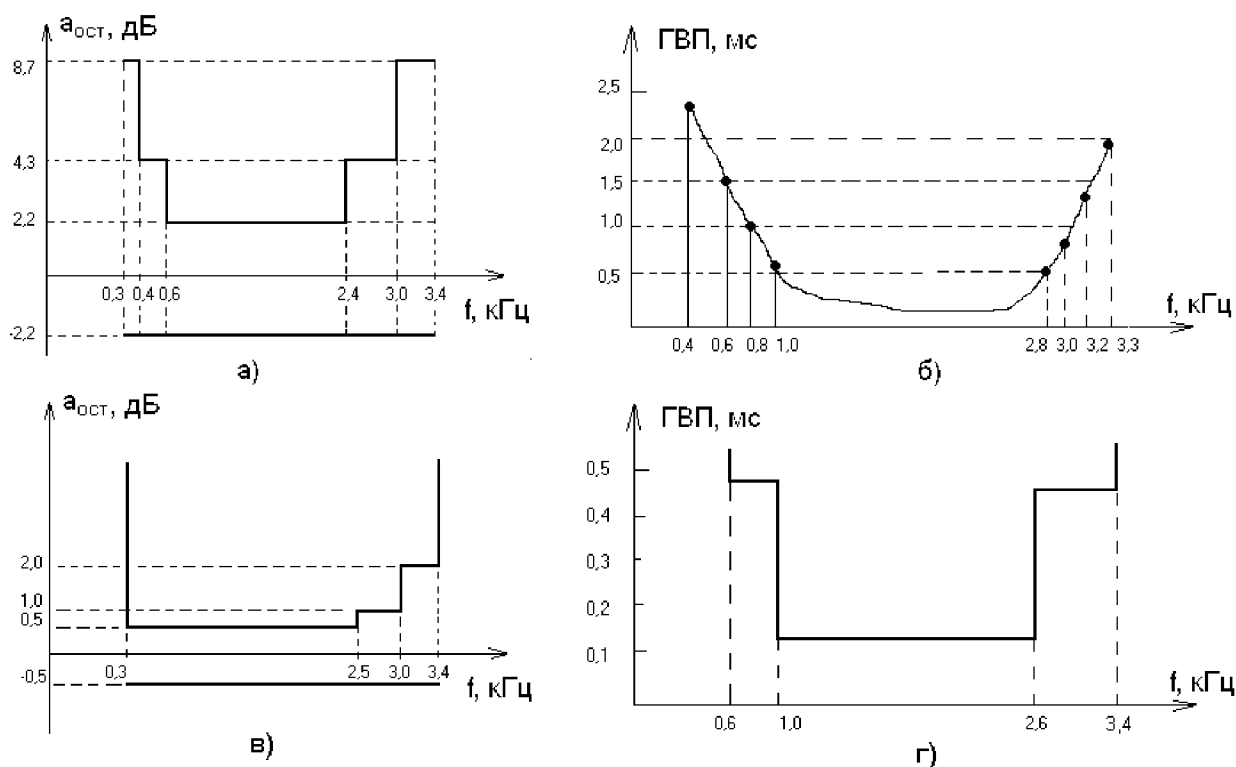 aост, дБ
8,7
4,3
2,2
-2,2
0,3 0,4 0,6 2,4 3,0 3,4
f, кГц
а)
ГВП, мс
2,5
2,0
1,5
1,0
0,5
0,4 0,6 0,8 1,0 2,8 3,0 3,2 3,3
f, кГц
б)
aост, дБ
2,0
1,0
0,5
-0,5
0,3 2,5 3,0 3,4
f, кГц
в)
ГВП, мс
0,5
0,4
0,3
0,2
0,1
0,6 1,0 2,6 3,4
f, кГц
г)